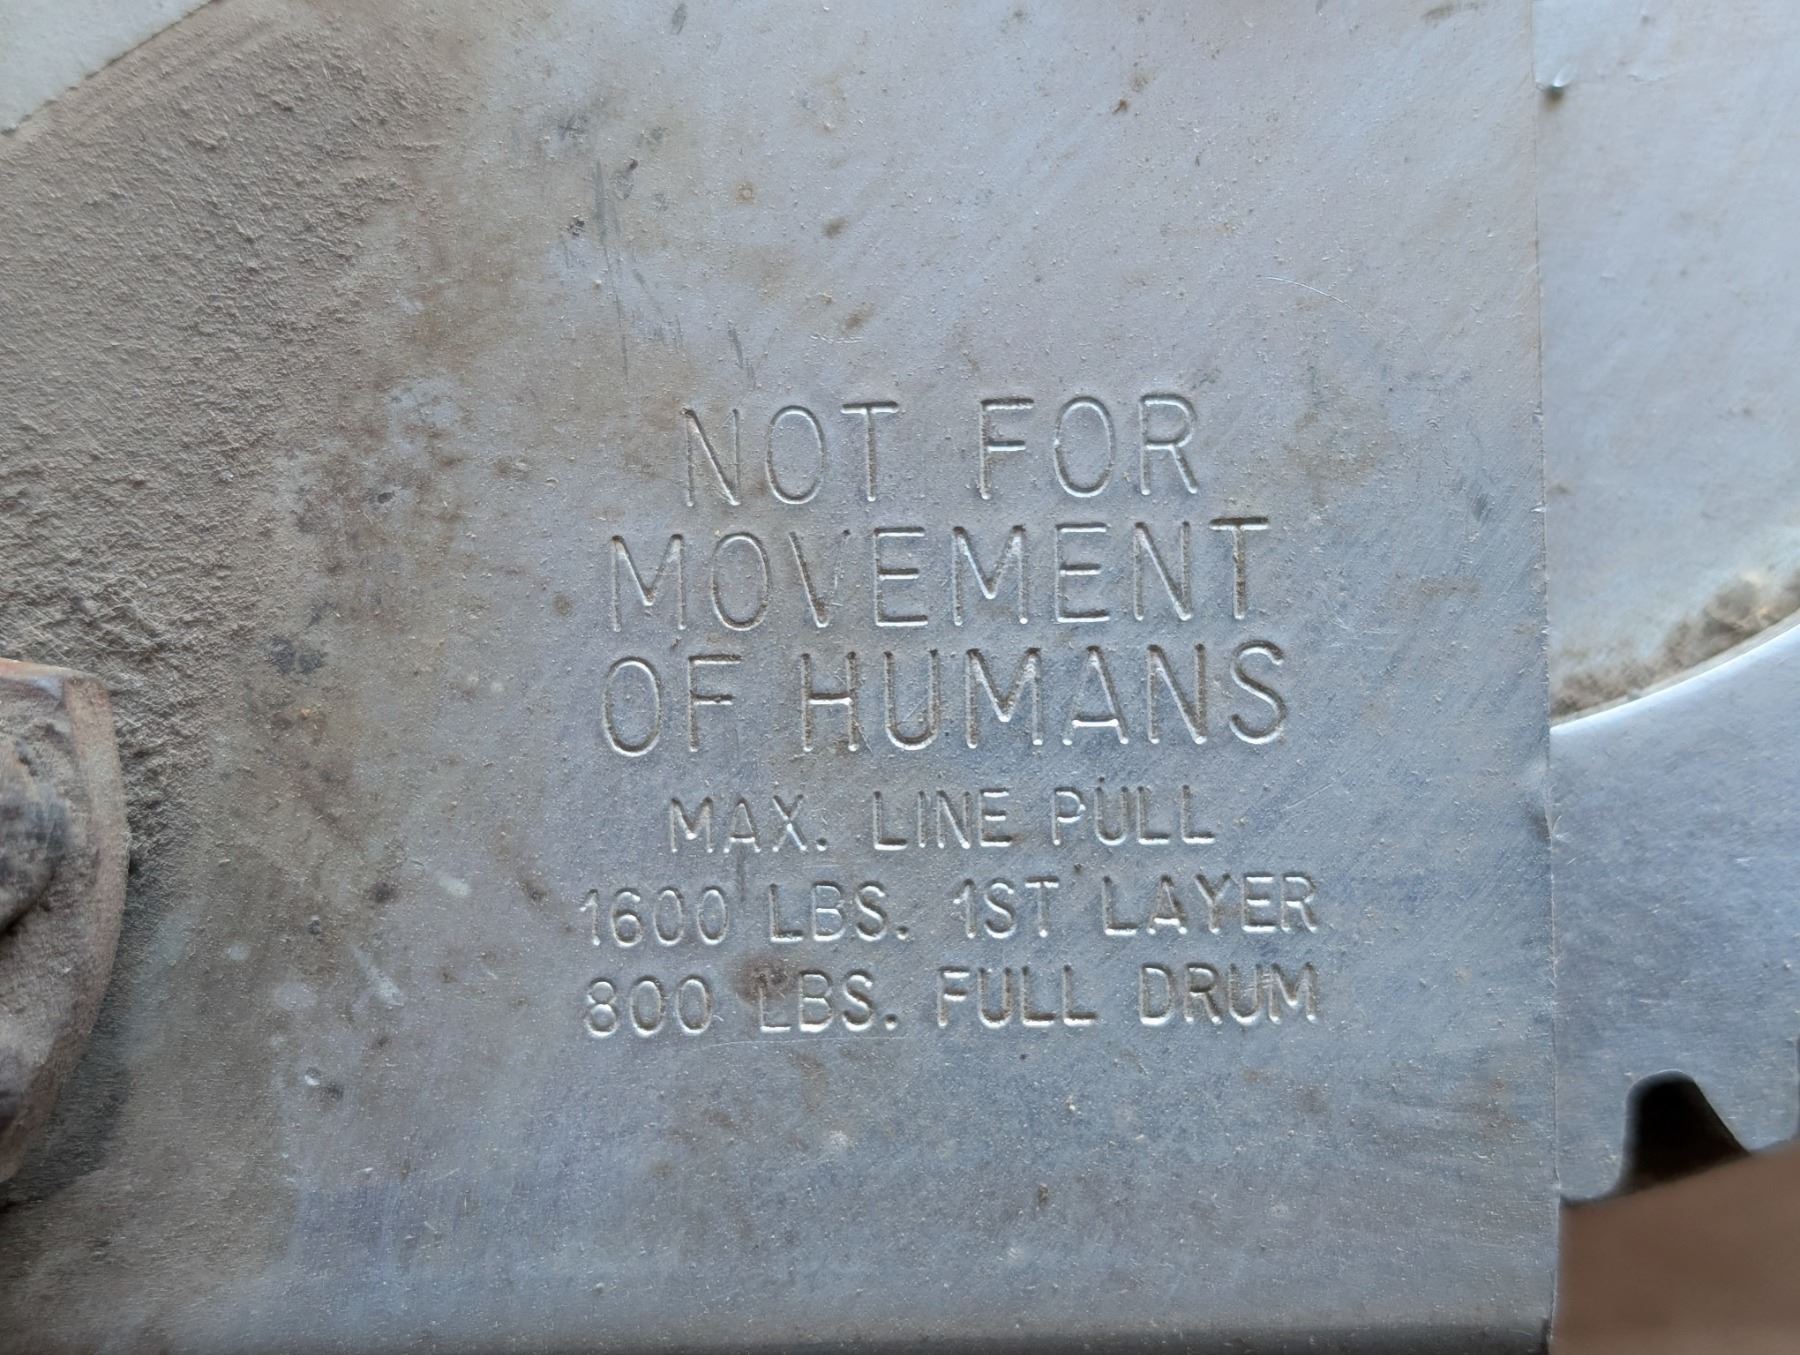 NOT FOR
MOVEMENT
OF HUMANS
MAX. LINE PULL
1600 LBS. 1ST LAYER
800 LBS. FULL DRUM